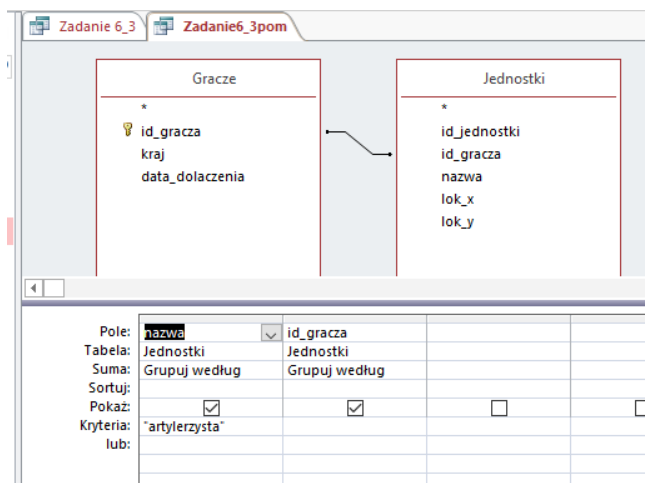 Zadanie 6_3 Zadanie6_3pom
Gracze Jednostki
* *
id_gracza id_jednostki
kraj id_gracza
data_dolaczenia nazwa
lok_x
lok_y
Pole: nazwa id_gracza
Tabela: Jednostki Jednostki
Suma: Grupuj według Grupuj według
Sortuj:
Pokaż:
Kryteria: "artylerzysta"
lub: